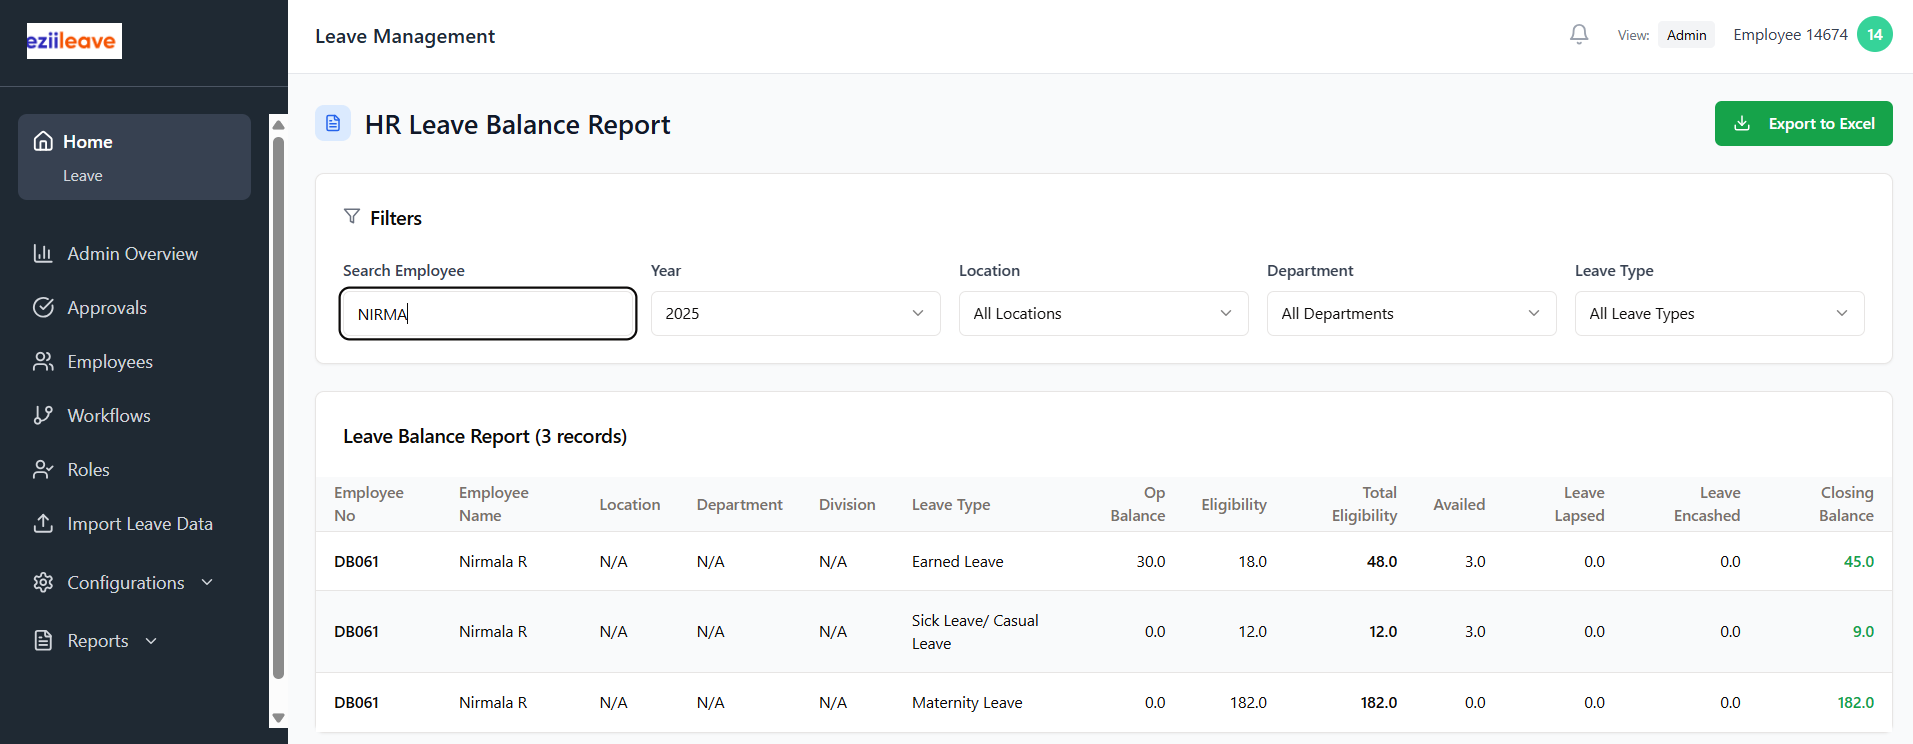 eziileave
Leave Management
View: Admin Employee 14674 14
Home
Leave
Admin Overview
Approvals
Employees
Workflows
Roles
Import Leave Data
Configurations
Reports
HR Leave Balance Report
Export to Excel
Filters
Search Employee Year Location Department Leave Type
NIRMA 2025 All Locations All Departments All Leave Types
Leave Balance Report (3 records)
Employee No Employee Name Location Department Division Leave Type Op Balance Eligibility Total Eligibility Availed Leave Lapsed Leave Encashed Closing Balance
DB061 Nirmala R N/A N/A N/A Earned Leave 30.0 18.0 48.0 3.0 0.0 0.0 45.0
DB061 Nirmala R N/A N/A N/A Sick Leave/ Casual Leave 0.0 12.0 12.0 3.0 0.0 0.0 9.0
DB061 Nirmala R N/A N/A N/A Maternity Leave 0.0 182.0 182.0 0.0 0.0 0.0 182.0